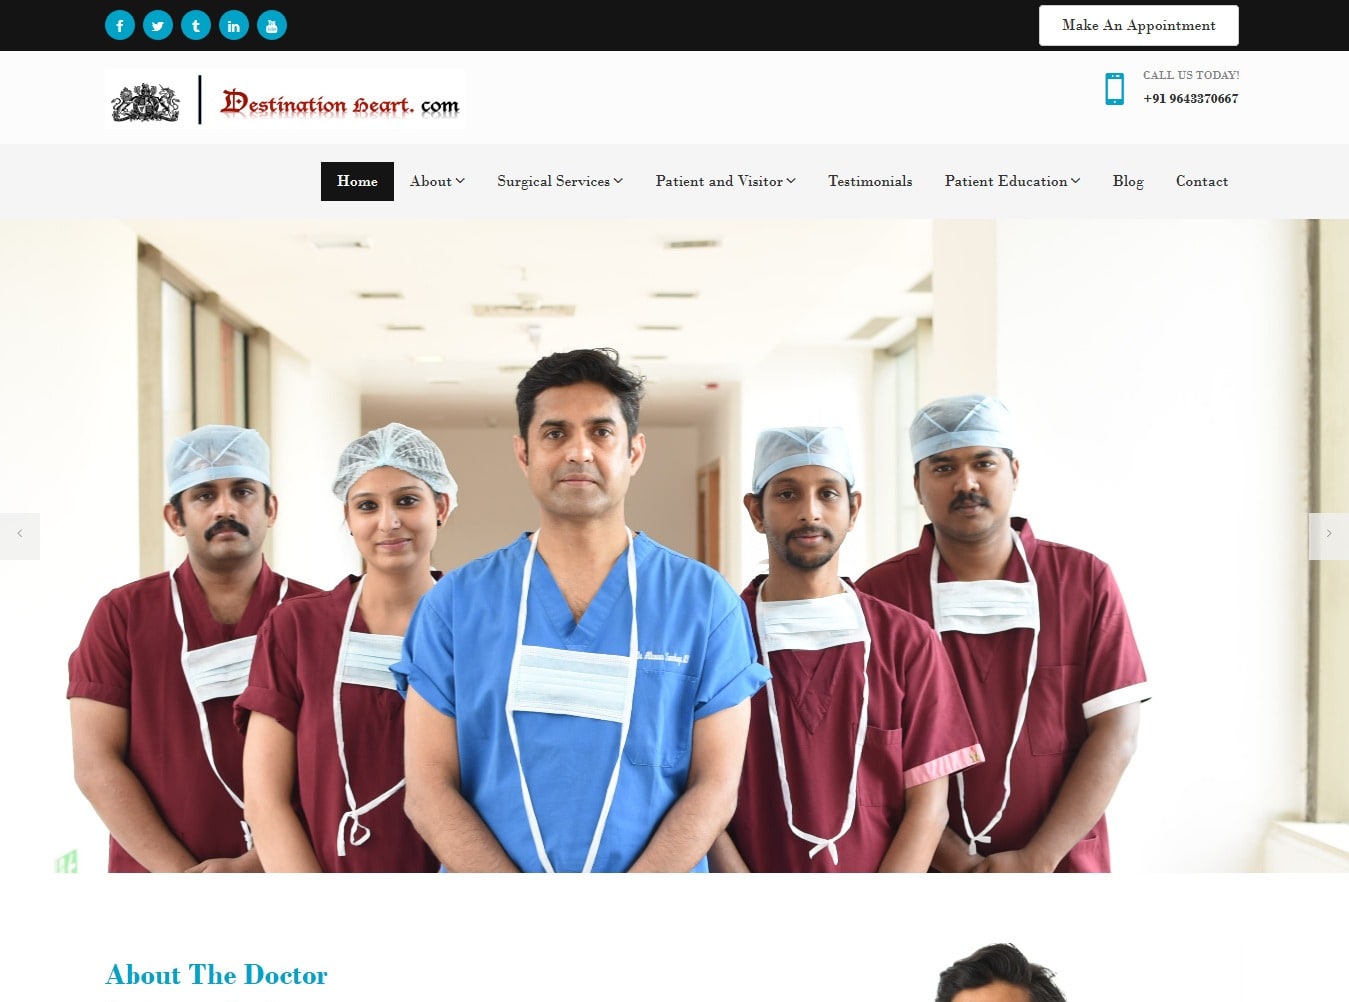 Make An Appointment
Destination Heart. com
CALL US TODAY!
+91 9643370667
Home
About
Surgical Services
Patient and Visitor
Testimonials
Patient Education
Blog
Contact
About The Doctor